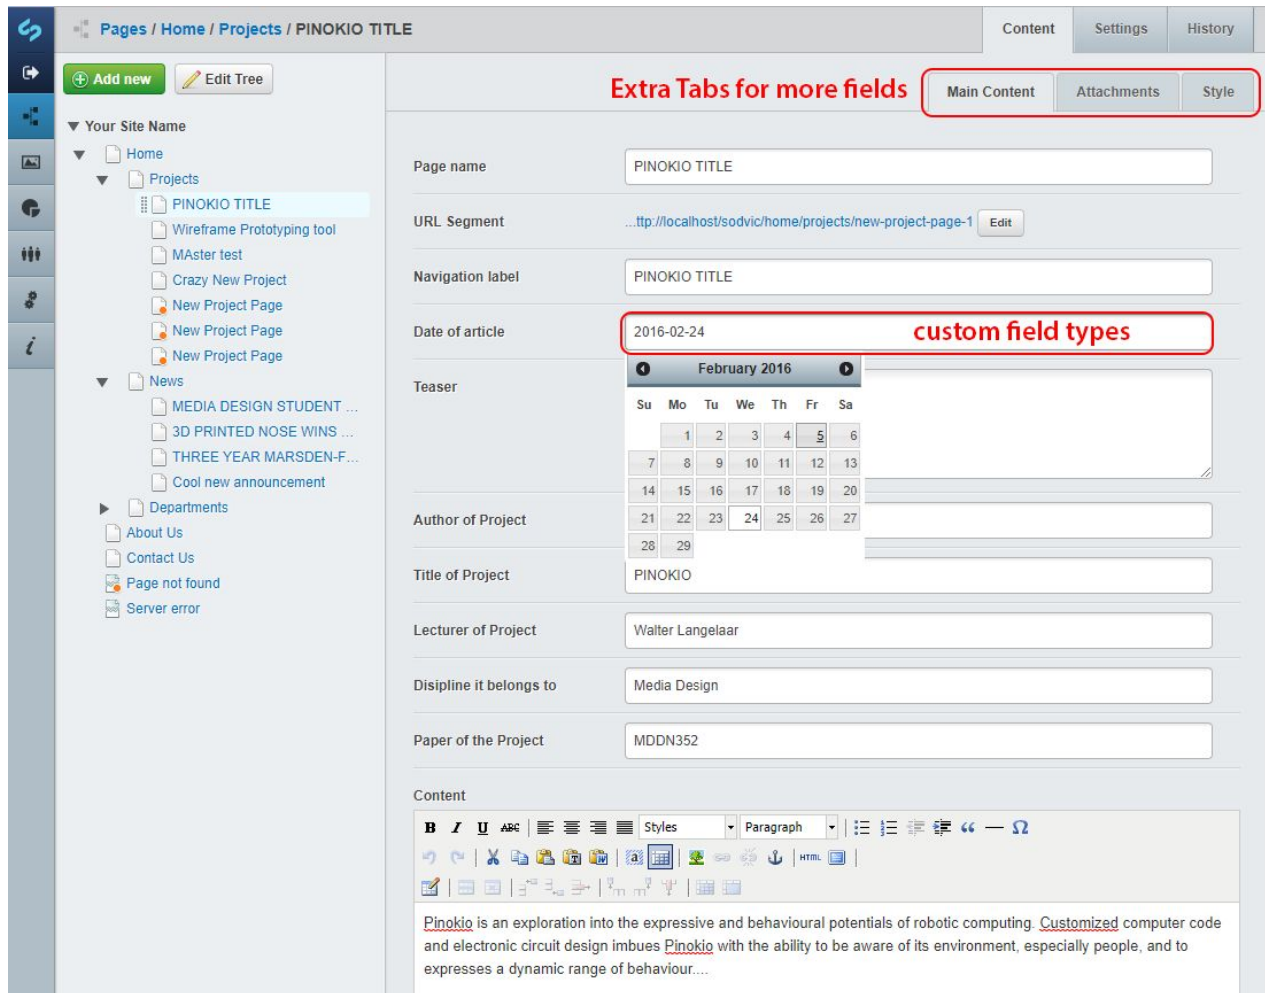 Pages / Home / Projects / PINOKIO TITLE
Content Settings History
Add new Edit Tree
Extra Tabs for more fields
Main Content Attachments Style
Your Site Name
Home
Projects
PINOKIO TITLE
Wireframe Prototyping tool
MAster test
Crazy New Project
New Project Page
New Project Page
New Project Page
News
MEDIA DESIGN STUDENT ...
3D PRINTED NOSE WINS ...
THREE YEAR MARSDEN-F...
Cool new announcement
Departments
About Us
Contact Us
Page not found
Server error
Page name PINOKIO TITLE
URL Segment ...ttp://localhost/sodvic/home/projects/new-project-page-1 Edit
Navigation label PINOKIO TITLE
Date of article 2016-02-24 custom field types
Teaser
February 2016
Su Mo Tu We Th Fr Sa
1 2 3 4 5 6
7 8 9 10 11 12 13
14 15 16 17 18 19 20
21 22 23 24 25 26 27
28 29
Author of Project
Title of Project PINOKIO
Lecturer of Project Walter Langelaar
Disipline it belongs to Media Design
Paper of the Project MDDN352
Content
B I U ABC Styles Paragraph “ — Ω
HTML
Pinokio is an exploration into the expressive and behavioural potentials of robotic computing. Customized computer code
and electronic circuit design imbues Pinokio with the ability to be aware of its environment, especially people, and to
expresses a dynamic range of behaviour....